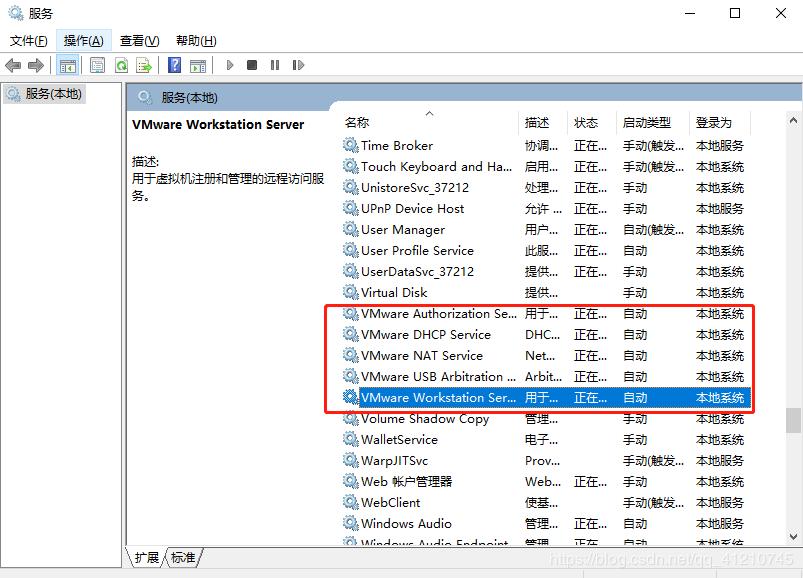 服务
文件(F) 操作(A) 查看(V) 帮助(H)
服务(本地)
服务(本地)
VMware Workstation Server
描述:
用于虚拟机注册和管理的远程访问服
务。
名称 描述 状态 启动类型 登录为
Time Broker 协调... 正在... 手动(触发... 本地服务
Touch Keyboard and Ha... 启用... 正在... 手动(触发... 本地系统
UnistoreSvc_37212 处理... 正在... 手动 本地系统
UPnP Device Host 允许 ... 正在... 手动 本地服务
User Manager 用户... 正在... 自动(触发... 本地系统
User Profile Service 此服... 正在... 自动 本地系统
UserDataSvc_37212 提供... 正在... 手动 本地系统
Virtual Disk 提供... 手动 本地系统
VMware Authorization Se... 用于... 正在... 自动 本地系统
VMware DHCP Service DHC... 正在... 自动 本地系统
VMware NAT Service Net... 正在... 自动 本地系统
VMware USB Arbitration ... Arbit... 正在... 自动 本地系统
VMware Workstation Ser... 用于... 正在... 自动 本地系统
Volume Shadow Copy 管理... 手动 本地系统
WalletService 电子... 手动 本地系统
WarpJITSvc Prov... 手动(触发... 本地服务
Web 帐户管理器 Web... 正在... 手动 本地系统
WebClient 使基... 手动(触发... 本地服务
Windows Audio 管理... 正在... 自动 本地服务
Windows Audio Endpoint 管理... 正在... 自动 本地系统
扩展 标准
https://blog.csdn.net/qq_41210745